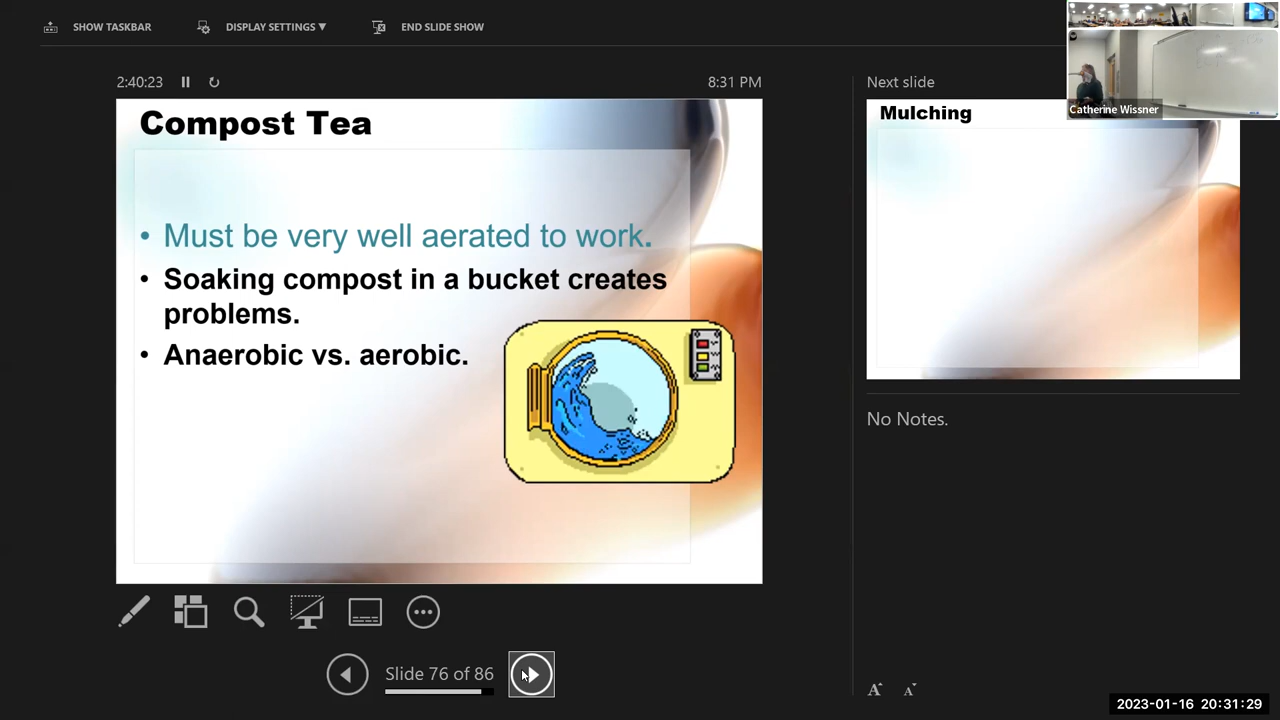 SHOW TASKBAR
DISPLAY SETTINGS ▼
END SLIDE SHOW
2:40:23
8:31 PM
Next slide
Catherine Wissner
Compost Tea
• Must be very well aerated to work.
• Soaking compost in a bucket creates
problems.
• Anaerobic vs. aerobic.
Mulching
No Notes.
Slide 76 of 86
A A
2023-01-16 20:31:29